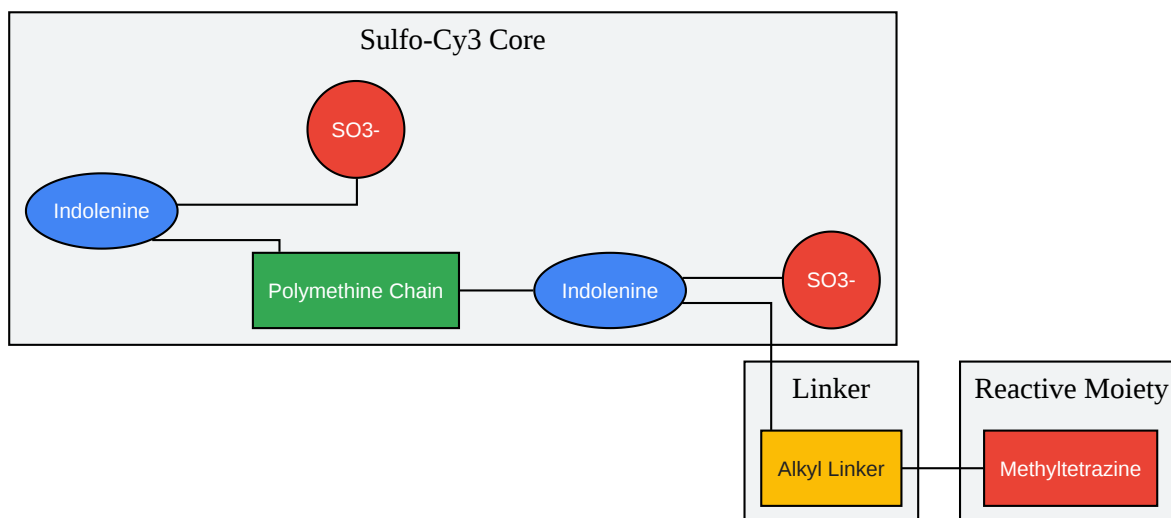 Sulfo-Cy3 Core
SO3-
Indolenine
Polymethine Chain
Indolenine
SO3-
Linker
Reactive Moiety
Alkyl Linker
Methyltetrazine